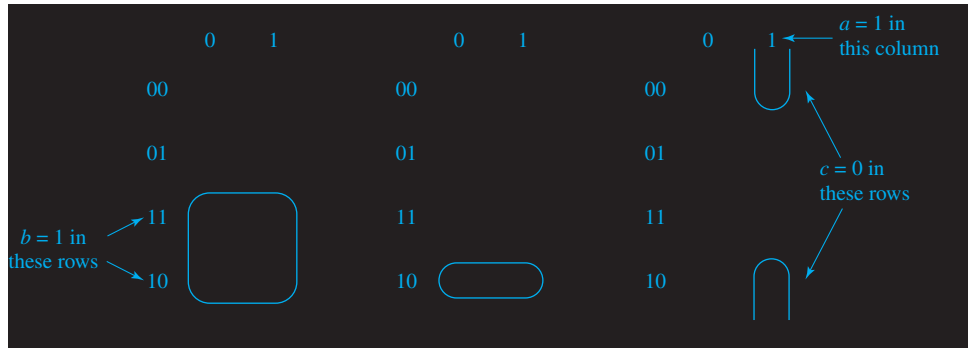 0 1 0 1 0 1 a = 1 in
this column
00 00 00
01 01 01
c = 0 in
these rows
11 11 11
b = 1 in
these rows
10 10 10